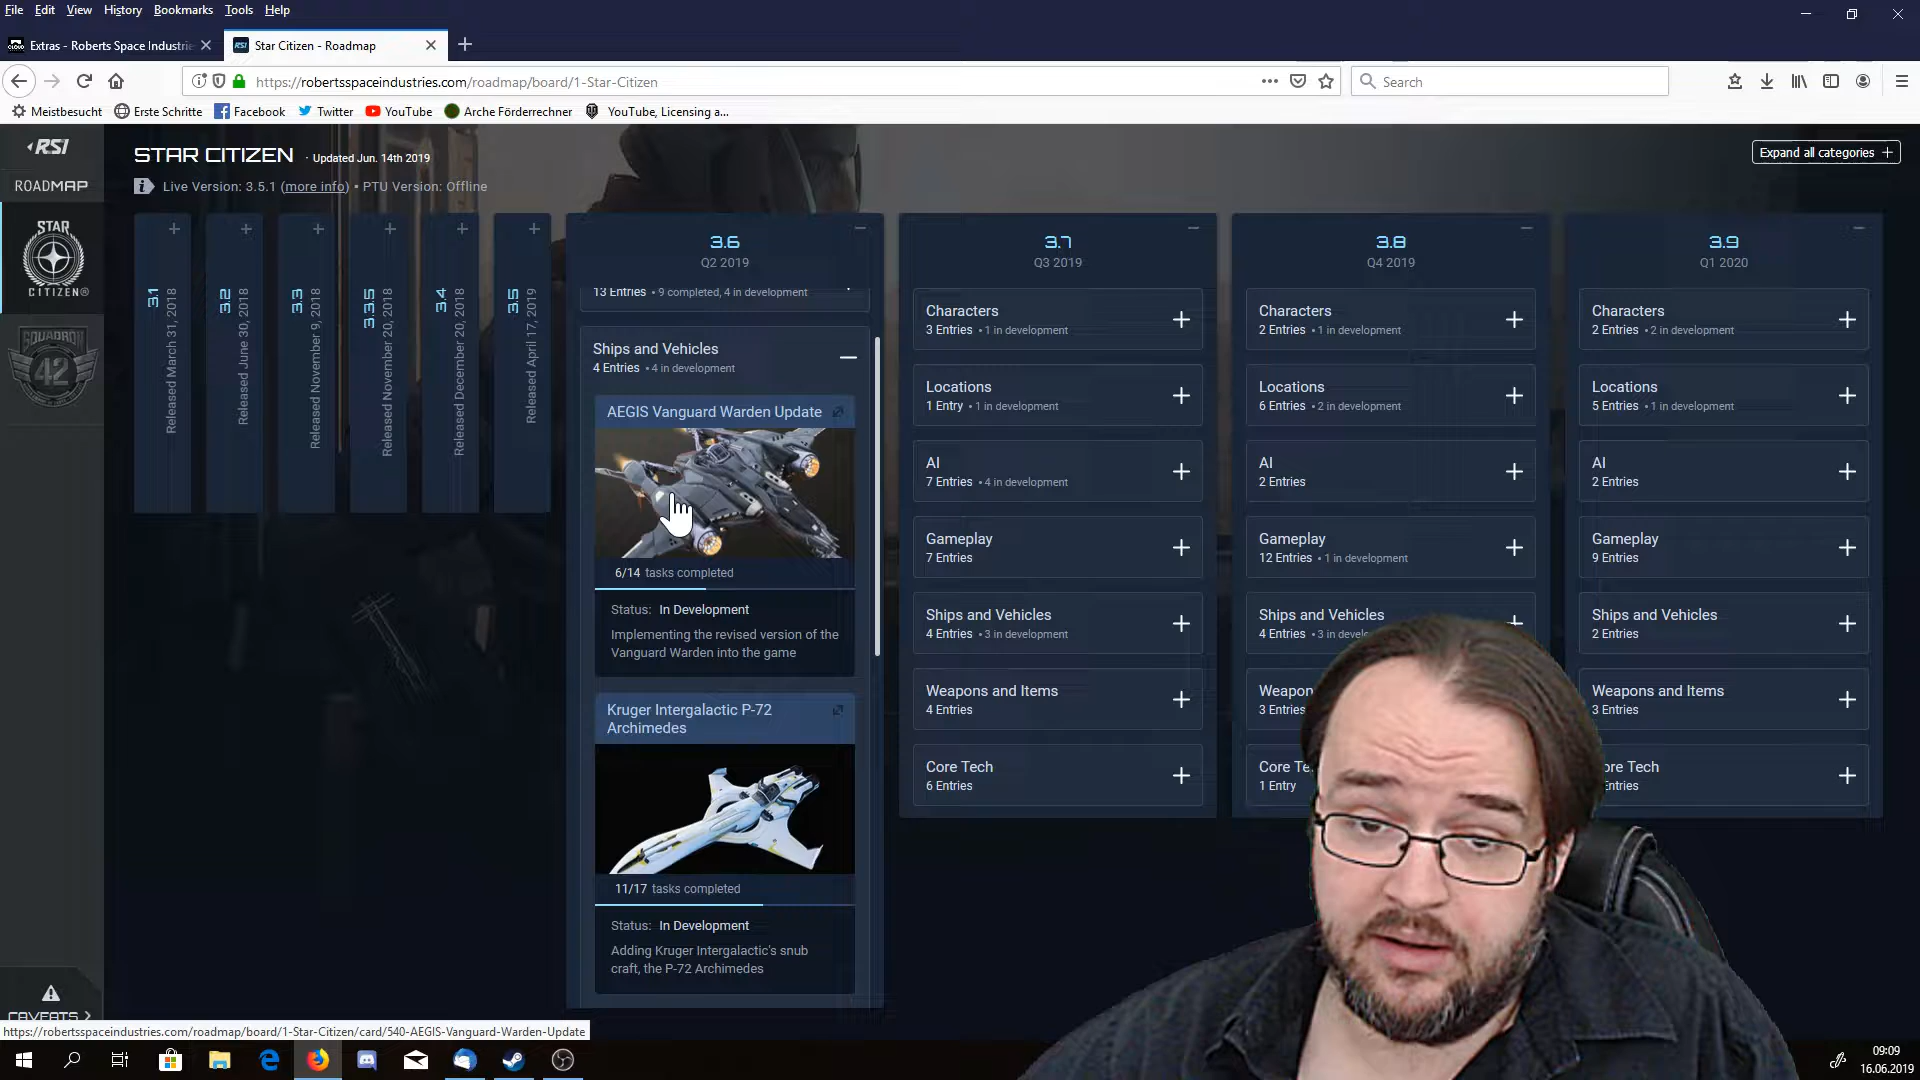 File Edit View History Bookmarks Tools Help
Extras - Roberts Space Industrie
Star Citizen - Roadmap
https://robertsspaceindustries.com/roadmap/board/1-Star-Citizen
Search
Meistbesucht Erste Schritte Facebook Twitter YouTube Arche Förderrechner YouTube, Licensing a...
RSI
ROADMAP
STAR CITIZEN®
SQUADRON 42
CAVEATS
STAR CITIZEN · Updated Jun. 14th 2019
Live Version: 3.5.1 (more info) • PTU Version: Offline
Expand all categories
3.1 Released March 31, 2018
3.2 Released June 30, 2018
3.3 Released November 9, 2018
3.3.5 Released November 20, 2018
3.4 Released December 20, 2018
3.5 Released April 17, 2019
3.6
Q2 2019
13 Entries • 9 completed, 4 in development
Ships and Vehicles
4 Entries • 4 in development
AEGIS Vanguard Warden Update
6/14 tasks completed
Status: In Development
Implementing the revised version of the
Vanguard Warden into the game
Kruger Intergalactic P-72
Archimedes
11/17 tasks completed
Status: In Development
Adding Kruger Intergalactic's snub
craft, the P-72 Archimedes
3.7
Q3 2019
Characters
3 Entries • 1 in development
Locations
1 Entry • 1 in development
AI
7 Entries • 4 in development
Gameplay
7 Entries
Ships and Vehicles
4 Entries • 3 in development
Weapons and Items
4 Entries
Core Tech
6 Entries
3.8
Q4 2019
Characters
2 Entries • 1 in development
Locations
6 Entries • 2 in development
AI
2 Entries
Gameplay
12 Entries • 1 in development
Ships and Vehicles
4 Entries • 3 in deve
Weapon
3 Entries
Core Te
1 Entry
3.9
Q1 2020
Characters
2 Entries • 2 in development
Locations
5 Entries • 1 in development
AI
2 Entries
Gameplay
9 Entries
Ships and Vehicles
2 Entries
Weapons and Items
3 Entries
ore Tech
Entries
https://robertsspaceindustries.com/roadmap/board/1-Star-Citizen/card/540-AEGIS-Vanguard-Warden-Update
09:09
16.06.2019